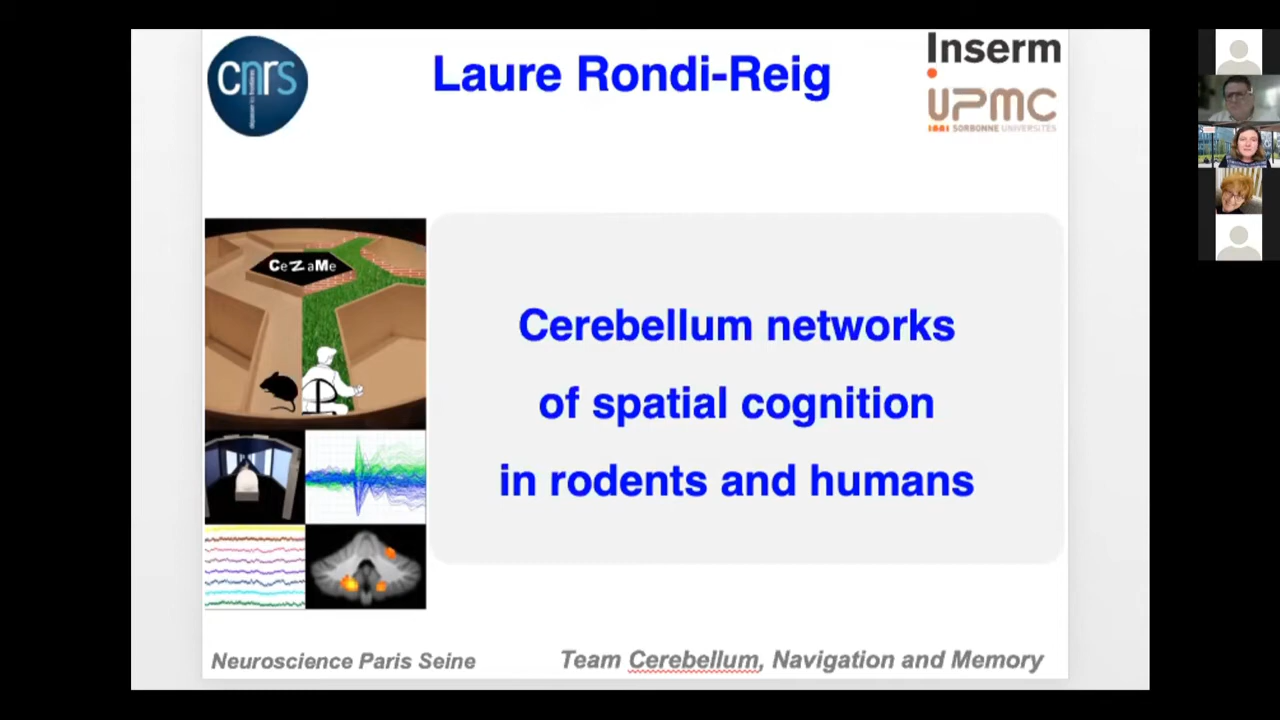 cnrs
Laure Rondi-Reig
Inserm
UPMC
SORBONNE UNIVERSITES
CeZaMe
Cerebellum networks
of spatial cognition
in rodents and humans
Neuroscience Paris Seine
Team Cerebellum, Navigation and Memory